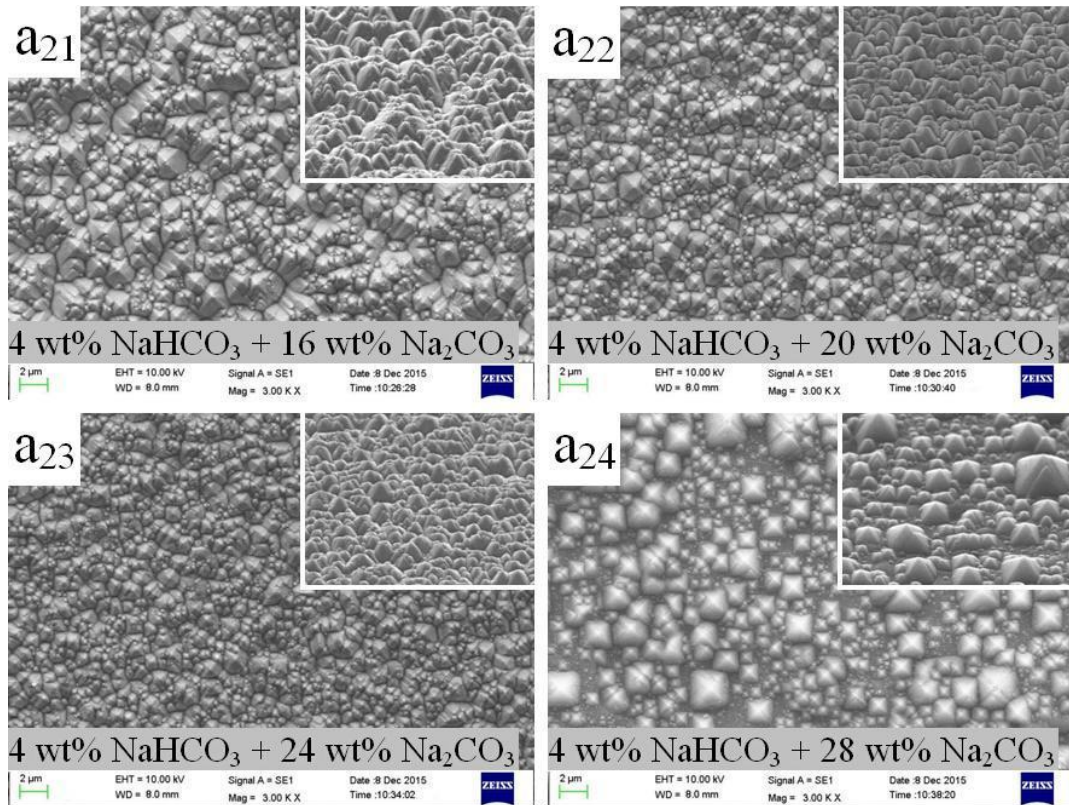 a₂₁
4 wt% NaHCO₃ + 16 wt% Na₂CO₃
2 µm EHT = 10.00 kV Signal A = SE1 Date :8 Dec 2015 ZEISS
WD = 8.0 mm Mag = 3.00 K X Time :10:26:28
a₂₂
4 wt% NaHCO₃ + 20 wt% Na₂CO₃
2 µm EHT = 10.00 kV Signal A = SE1 Date :8 Dec 2015 ZEISS
WD = 8.0 mm Mag = 3.00 K X Time :10:30:40
a₂₃
4 wt% NaHCO₃ + 24 wt% Na₂CO₃
2 µm EHT = 10.00 kV Signal A = SE1 Date :8 Dec 2015 ZEISS
WD = 8.0 mm Mag = 3.00 K X Time :10:34:02
a₂₄
4 wt% NaHCO₃ + 28 wt% Na₂CO₃
2 µm EHT = 10.00 kV Signal A = SE1 Date :8 Dec 2015 ZEISS
WD = 8.0 mm Mag = 3.00 K X Time :10:38:20